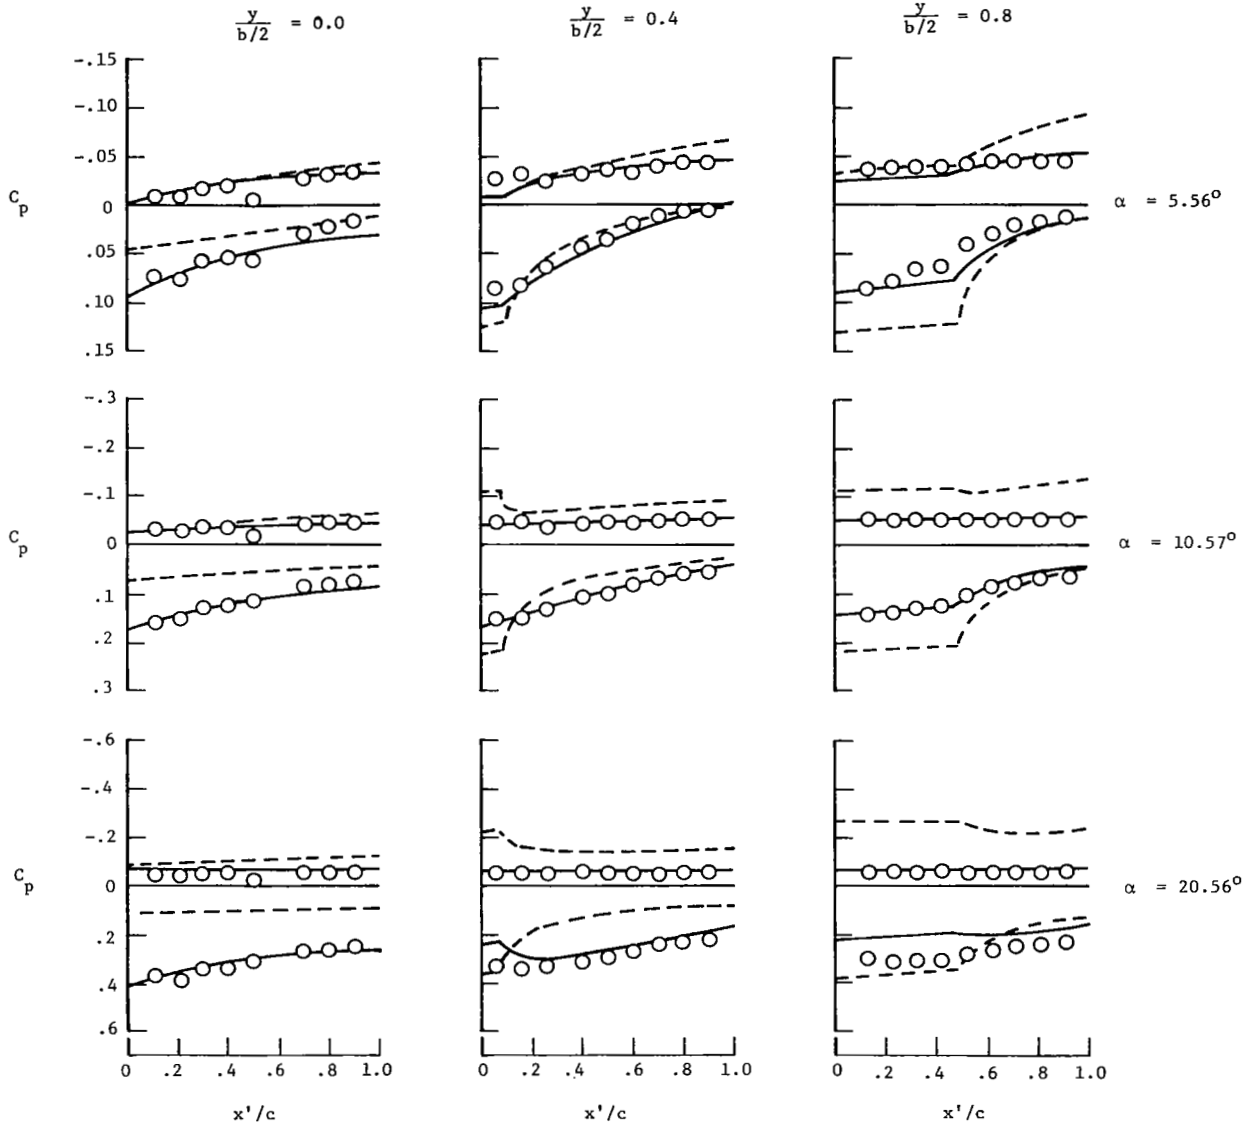 y/b/2 = 0.0
y/b/2 = 0.4
y/b/2 = 0.8
-.15
-.10
-.05
0
.05
.10
.15
Cp
α = 5.56°
-.3
-.2
-.1
0
.1
.2
.3
Cp
α = 10.57°
-.6
-.4
-.2
0
.2
.4
.6
Cp
α = 20.56°
0 .2 .4 .6 .8 1.0
0 .2 .4 .6 .8 1.0
0 .2 .4 .6 .8 1.0
x'/c
x'/c
x'/c